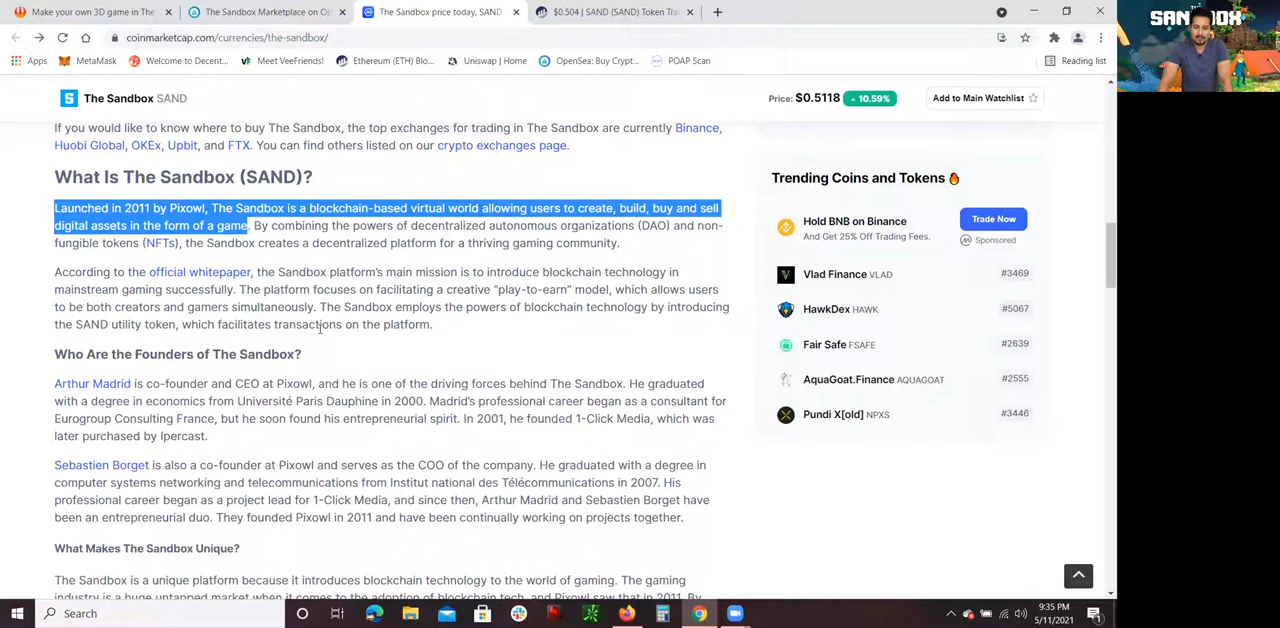 Make your own 3D game in The
The Sandbox Marketplace on Op
The Sandbox price today, SAND
$0.504 | SAND (SAND) Token Tra
coinmarketcap.com/currencies/the-sandbox/
Apps
MetaMask
Welcome to Decent...
Meet VeeFriends!
Ethereum (ETH) Blo...
Uniswap | Home
OpenSea: Buy Crypt...
POAP Scan
Reading list
The Sandbox SAND
Price: $0.5118 10.59%
Add to Main Watchlist
If you would like to know where to buy The Sandbox, the top exchanges for trading in The Sandbox are currently Binance,
Huobi Global, OKEx, Upbit, and FTX. You can find others listed on our crypto exchanges page.
What Is The Sandbox (SAND)?
Launched in 2011 by Pixowl, The Sandbox is a blockchain-based virtual world allowing users to create, build, buy and sell
digital assets in the form of a game. By combining the powers of decentralized autonomous organizations (DAO) and non-
fungible tokens (NFTs), the Sandbox creates a decentralized platform for a thriving gaming community.
According to the official whitepaper, the Sandbox platform's main mission is to introduce blockchain technology in
mainstream gaming successfully. The platform focuses on facilitating a creative “play-to-earn” model, which allows users
to be both creators and gamers simultaneously. The Sandbox employs the powers of blockchain technology by introducing
the SAND utility token, which facilitates transactions on the platform.
Who Are the Founders of The Sandbox?
Arthur Madrid is co-founder and CEO at Pixowl, and he is one of the driving forces behind The Sandbox. He graduated
with a degree in economics from Université Paris Dauphine in 2000. Madrid's professional career began as a consultant for
Eurogroup Consulting France, but he soon found his entrepreneurial spirit. In 2001, he founded 1-Click Media, which was
later purchased by Ipercast.
Sebastien Borget is also a co-founder at Pixowl and serves as the COO of the company. He graduated with a degree in
computer systems networking and telecommunications from Institut national des Télécommunications in 2007. His
professional career began as a project lead for 1-Click Media, and since then, Arthur Madrid and Sebastien Borget have
been an entrepreneurial duo. They founded Pixowl in 2011 and have been continually working on projects together.
What Makes The Sandbox Unique?
The Sandbox is a unique platform because it introduces blockchain technology to the world of gaming. The gaming
industry is a huge untapped market when it comes to the adoption of blockchain tech, and Pixowl saw that in 2011. By
Trending Coins and Tokens
Hold BNB on Binance
And Get 25% Off Trading Fees.
Trade Now
Sponsored
Vlad Finance VLAD #3469
HawkDex HAWK #5067
Fair Safe FSAFE #2639
AquaGoat.Finance AQUAGOAT #2555
Pundi X[old] NPXS #3446
Search
9:35 PM
5/11/2021